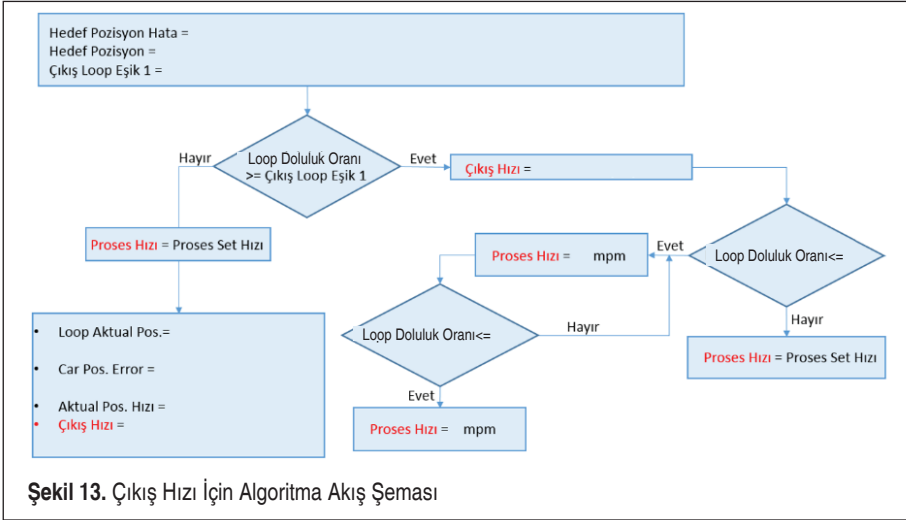 Hedef Pozisyon Hata =
Hedef Pozisyon =
Çıkış Loop Eşik 1 =
Loop Doluluk Oranı
>= Çıkış Loop Eşik 1
Hayır
Evet
Çıkış Hızı =
Proses Hızı = Proses Set Hızı
Loop Doluluk Oranı<=
Evet
Proses Hızı = mpm
Hayır
Proses Hızı = Proses Set Hızı
Loop Doluluk Oranı<=
Hayır
Evet
Proses Hızı = mpm
• Loop Aktual Pos.=
• Car Pos. Error =
• Aktual Pos. Hızı =
• Çıkış Hızı =
Şekil 13. Çıkış Hızı İçin Algoritma Akış Şeması